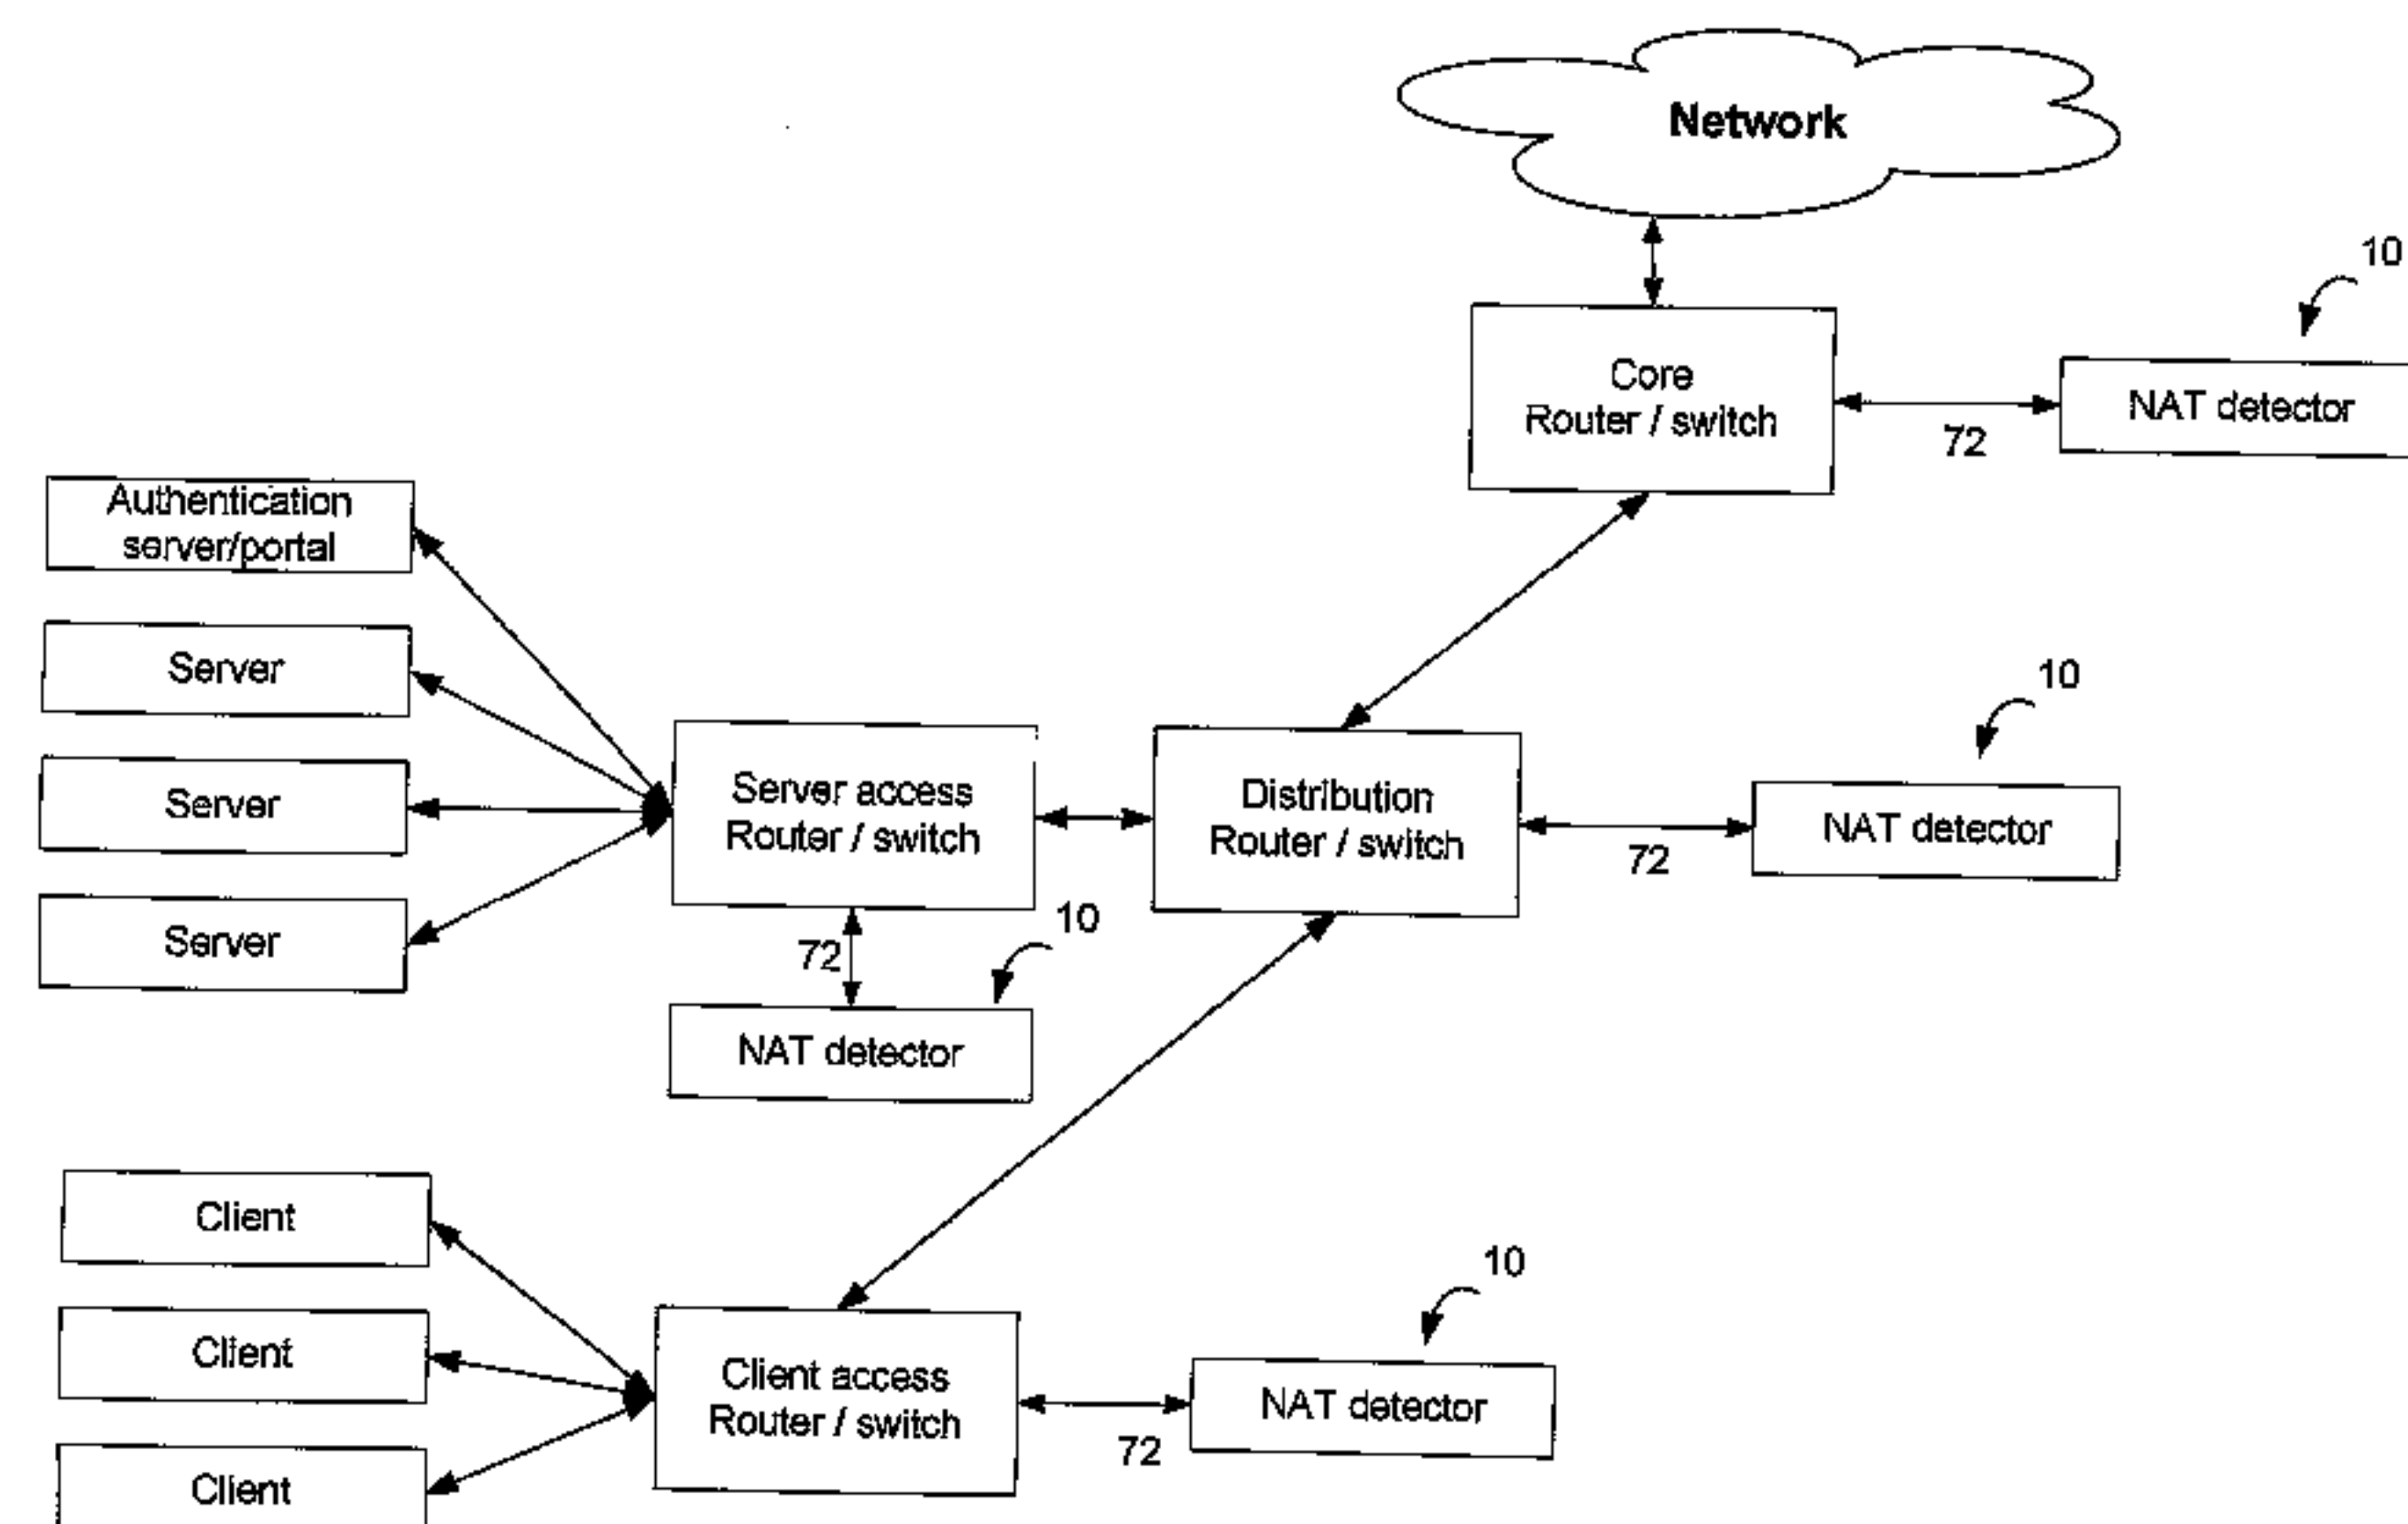 Network
10
Core
Router / switch
72
NAT detector
Authentication
server/portal
Server
Server
Server
Server access
Router / switch
72
10
NAT detector
Distribution
Router / switch
72
10
NAT detector
Client
Client
Client
Client access
Router / switch
72
10
NAT detector